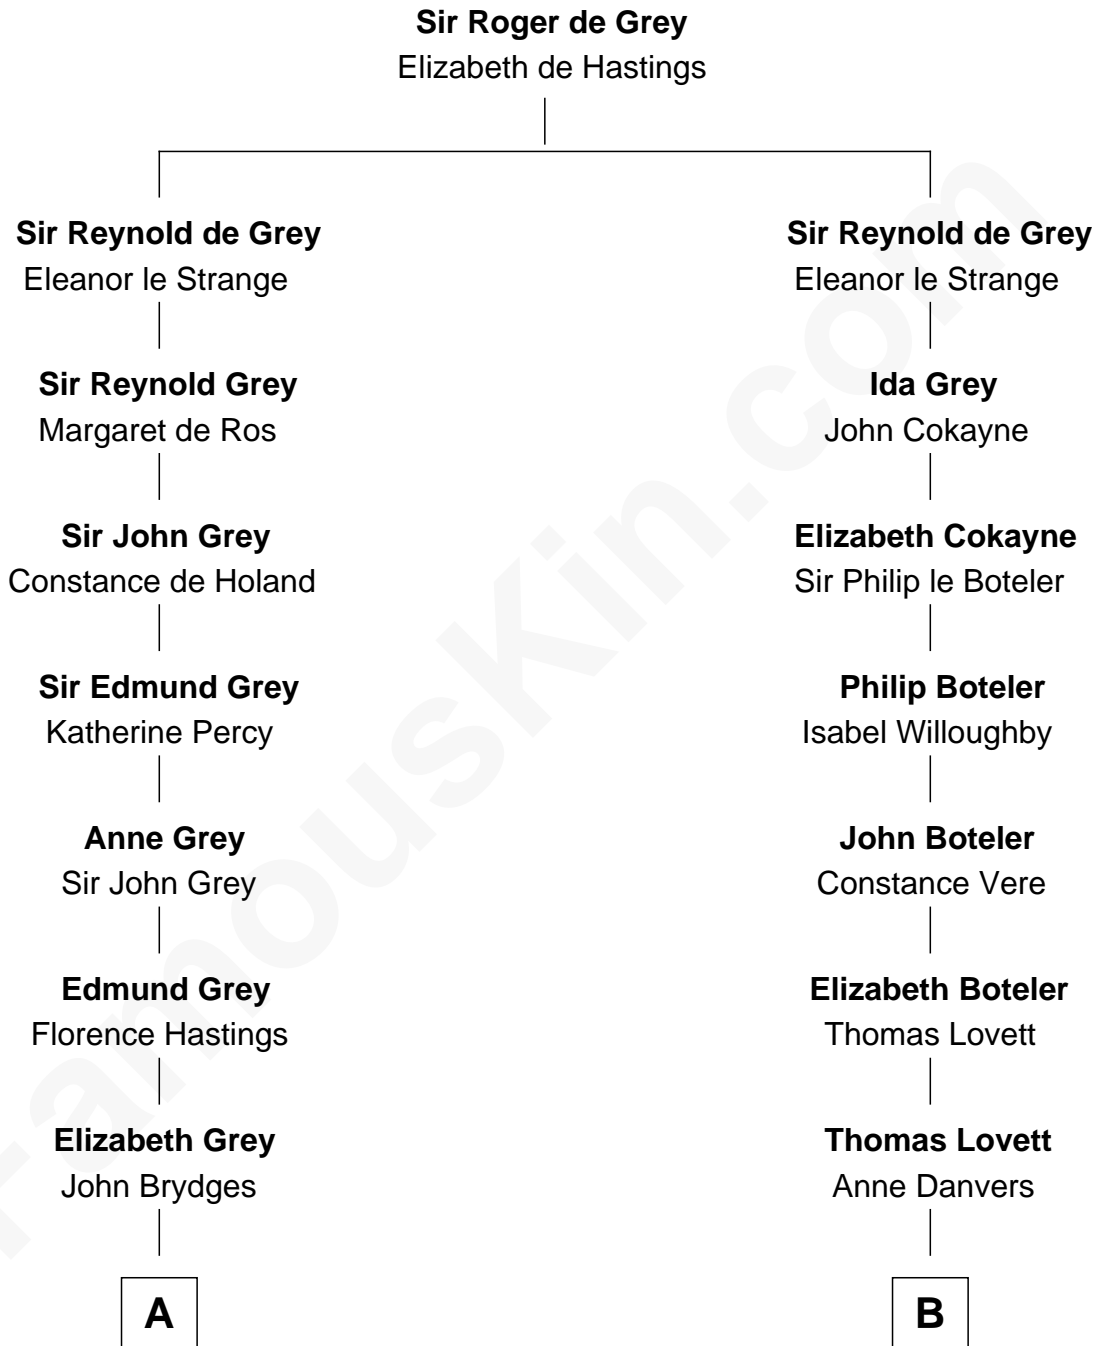 Sir Roger de Grey
Elizabeth de Hastings
Sir Reynold de Grey
Eleanor le Strange
Sir Reynold Grey
Margaret de Ros
Sir John Grey
Constance de Holand
Sir Edmund Grey
Katherine Percy
Anne Grey
Sir John Grey
Edmund Grey
Florence Hastings
Elizabeth Grey
John Brydges
A
Sir Reynold de Grey
Eleanor le Strange
Ida Grey
John Cokayne
Elizabeth Cokayne
Sir Philip le Boteler
Philip Boteler
Isabel Willoughby
John Boteler
Constance Vere
Elizabeth Boteler
Thomas Lovett
Thomas Lovett
Anne Danvers
B
FamousKin.com